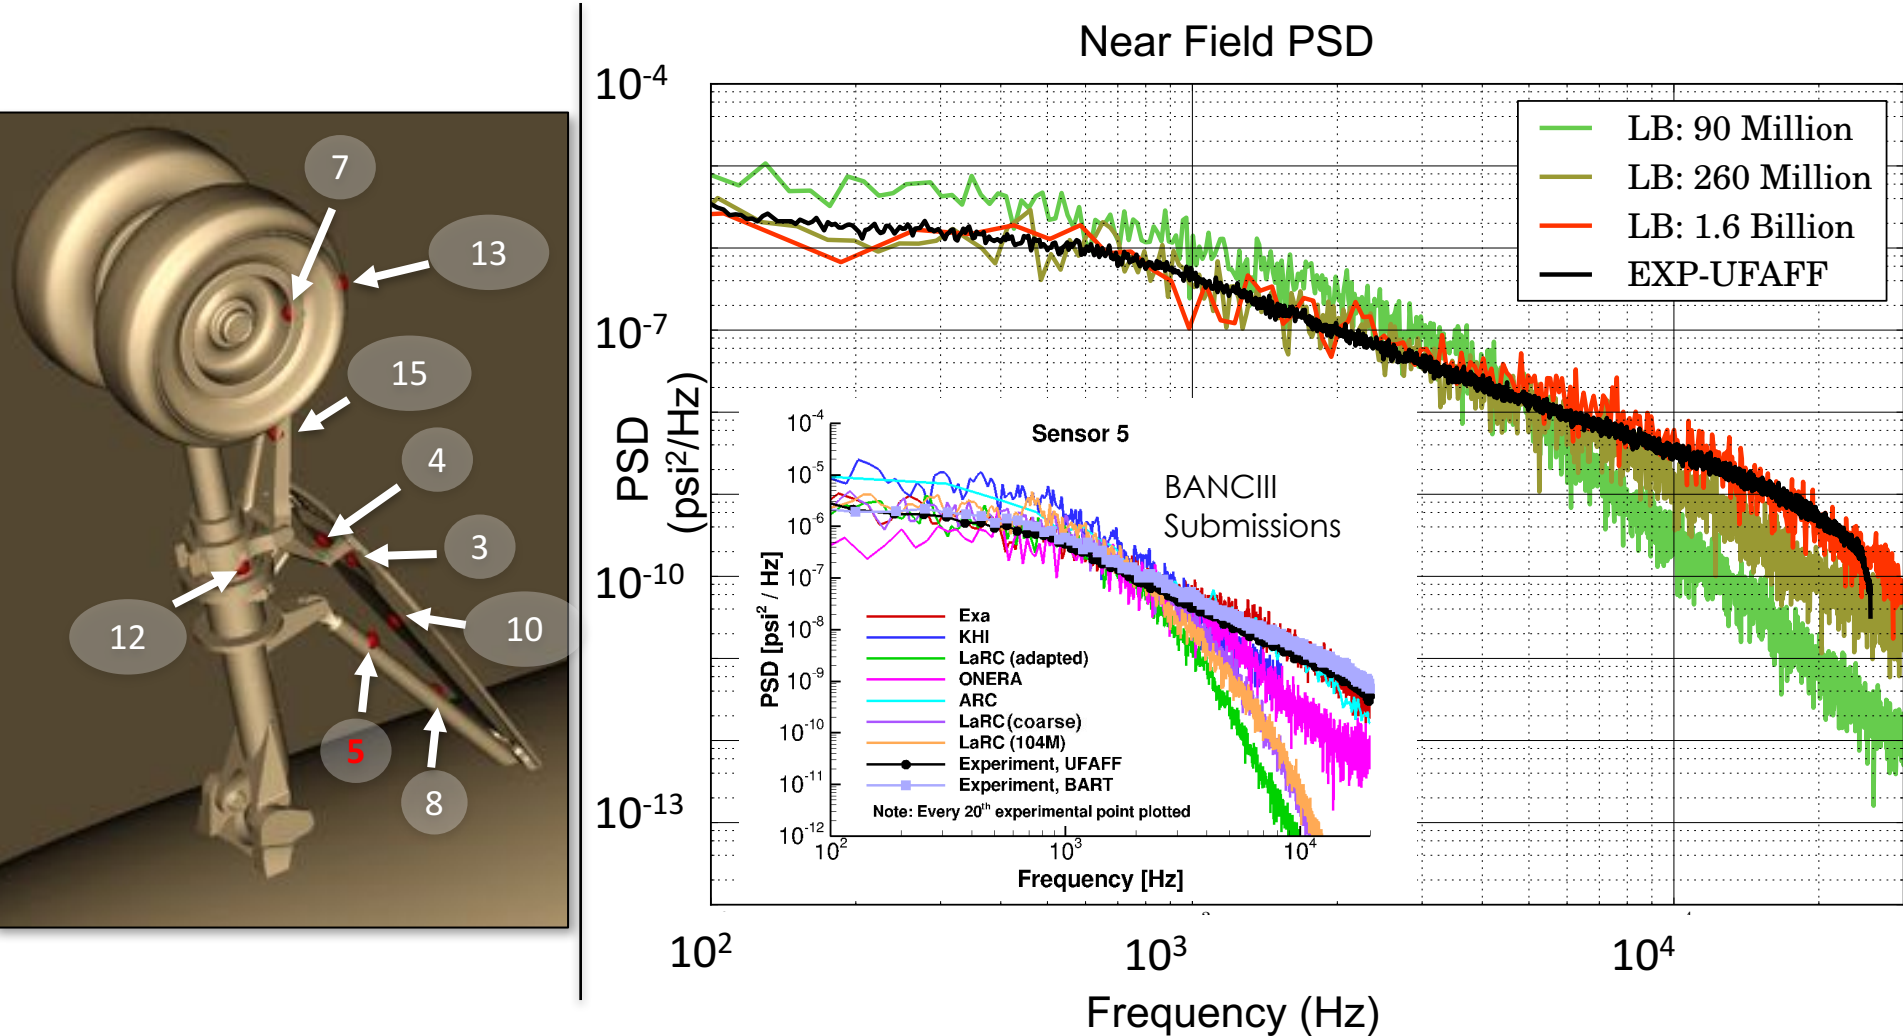 7
13
15
4
3
12
10
5
8
Near Field PSD
10-4
10-7
10-10
10-13
PSD
(psi2/Hz)
LB: 90 Million
LB: 260 Million
LB: 1.6 Billion
EXP-UFAFF
Sensor 5
BANCIII
Submissions
10-4
10-5
10-6
10-7
10-8
10-9
10-10
10-11
10-12
PSD [psi2 / Hz]
Exa
KHI
LaRC (adapted)
ONERA
ARC
LaRC (coarse)
LaRC (104M)
Experiment, UFAFF
Experiment, BART
Note: Every 20th experimental point plotted
102 103 104
Frequency [Hz]
102 103 104
Frequency (Hz)